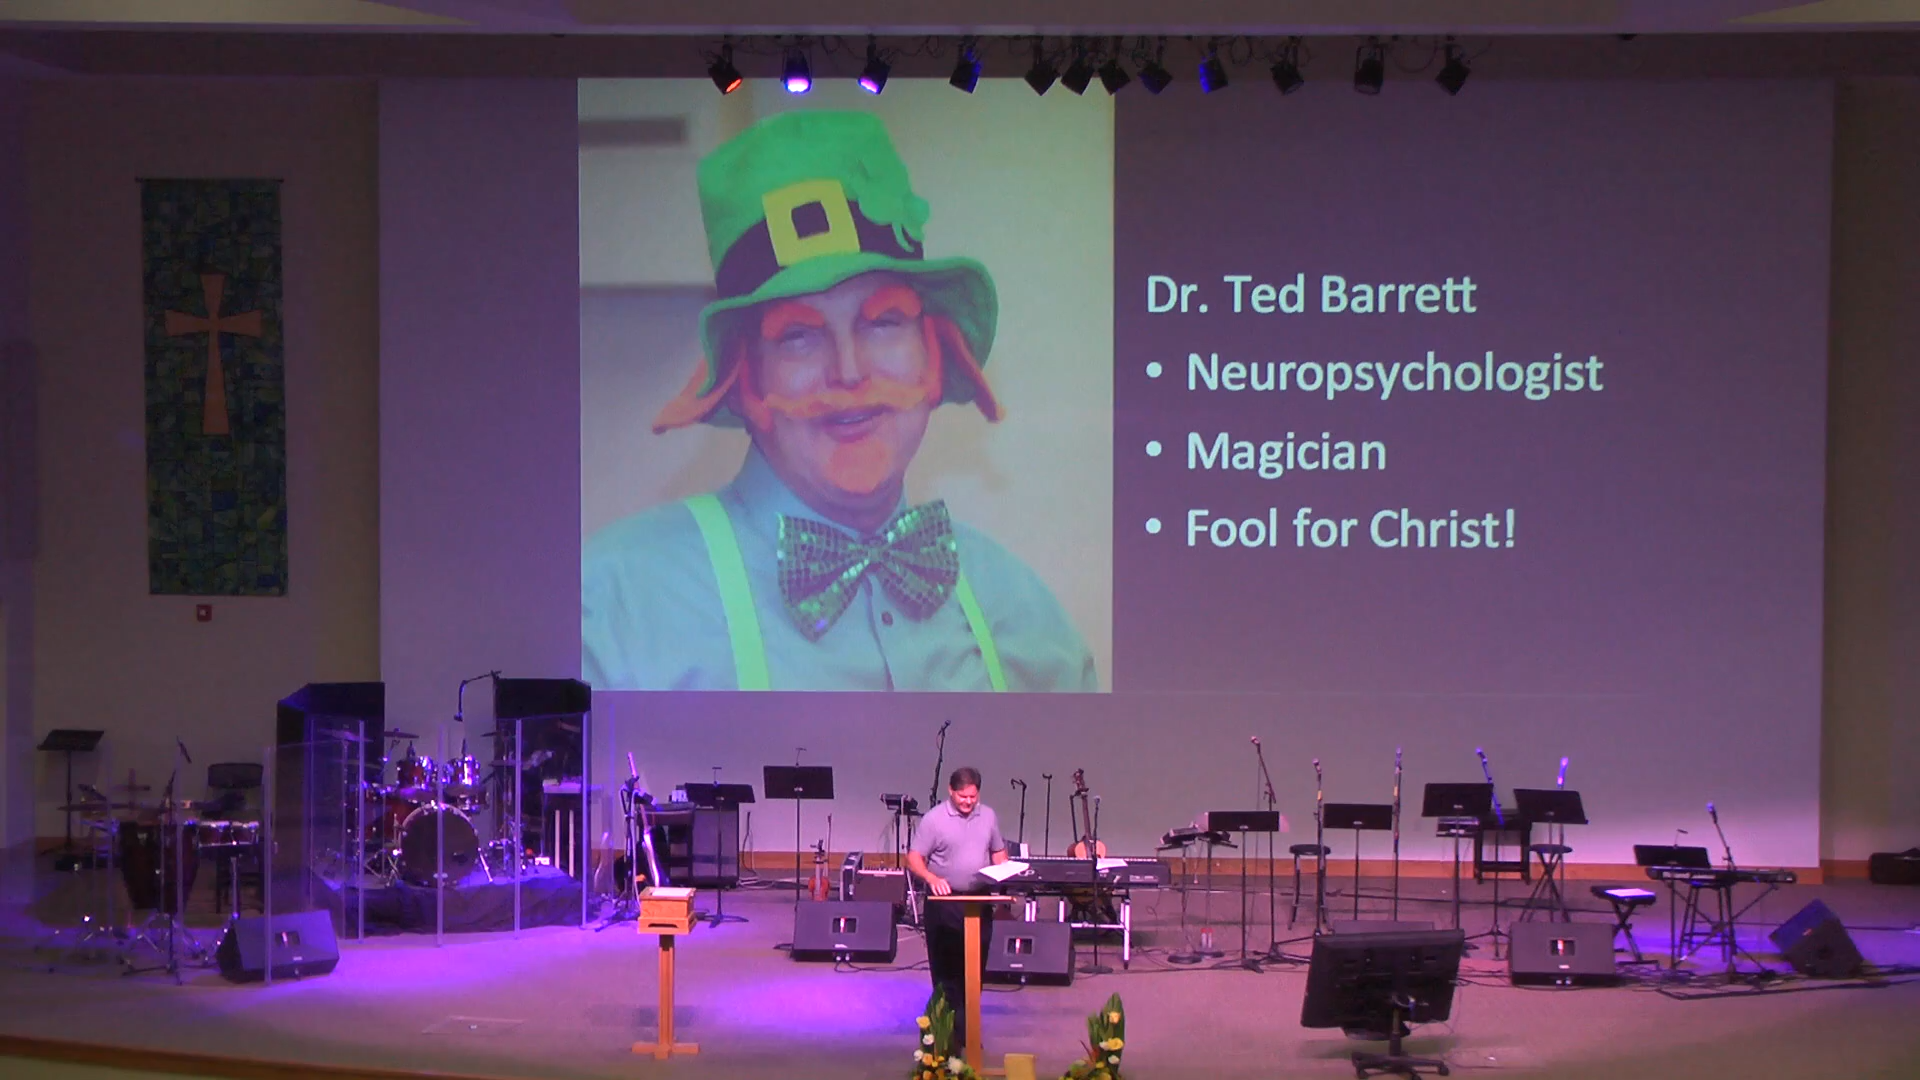 Dr. Ted Barrett
• Neuropsychologist
• Magician
• Fool for Christ!